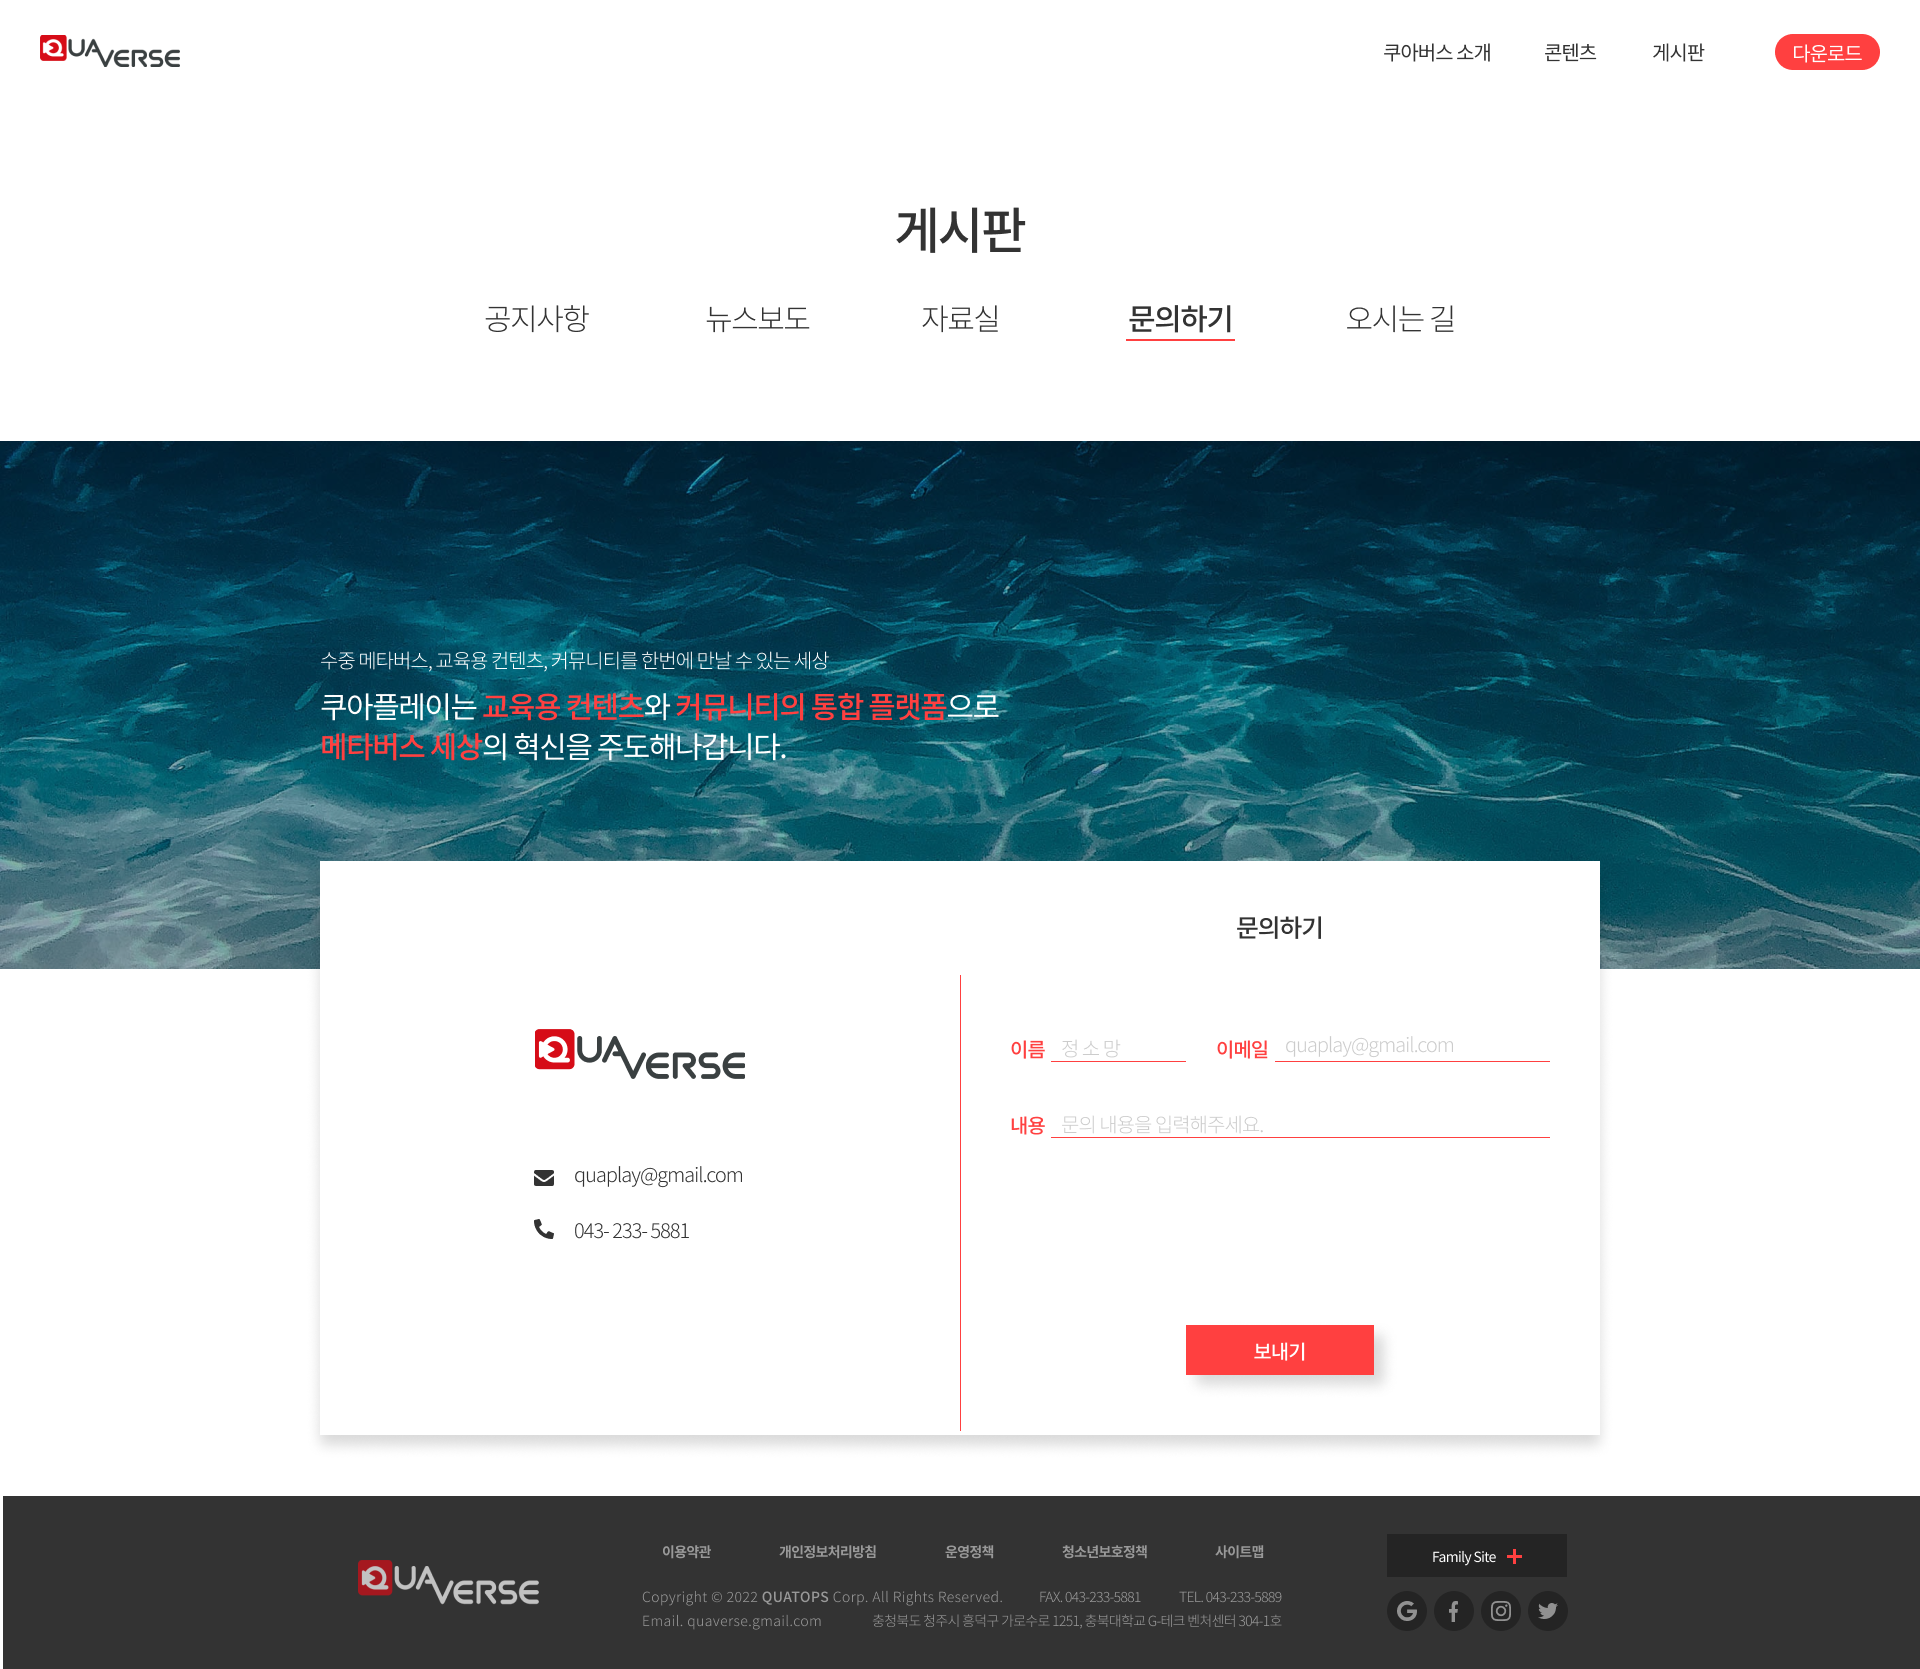 QUAVERSE
쿠아버스 소개 콘텐츠 게시판 다운로드
게시판
공지사항 뉴스보도 자료실 문의하기 오시는 길
수중 메타버스, 교육용 컨텐츠, 커뮤니티를 한번에 만날 수 있는 세상
쿠아플레이는 교육용 컨텐츠와 커뮤니티의 통합 플랫폼으로
메타버스 세상의 혁신을 주도해나갑니다.
문의하기
QUAVERSE
이름 정 소 망 이메일 quaplay@gmail.com
내용 문의 내용을 입력해주세요.
quaplay@gmail.com
043- 233- 5881
보내기
QUAVERSE
이용약관 개인정보처리방침 운영정책 청소년보호정책 사이트맵
Copyright © 2022 QUATOPS Corp. All Rights Reserved. FAX. 043-233-5881 TEL. 043-233-5889
Email. quaverse.gmail.com 충청북도 청주시 흥덕구 가로수로 1251, 충북대학교 G-테크 벤처센터 304-1호
Family Site +